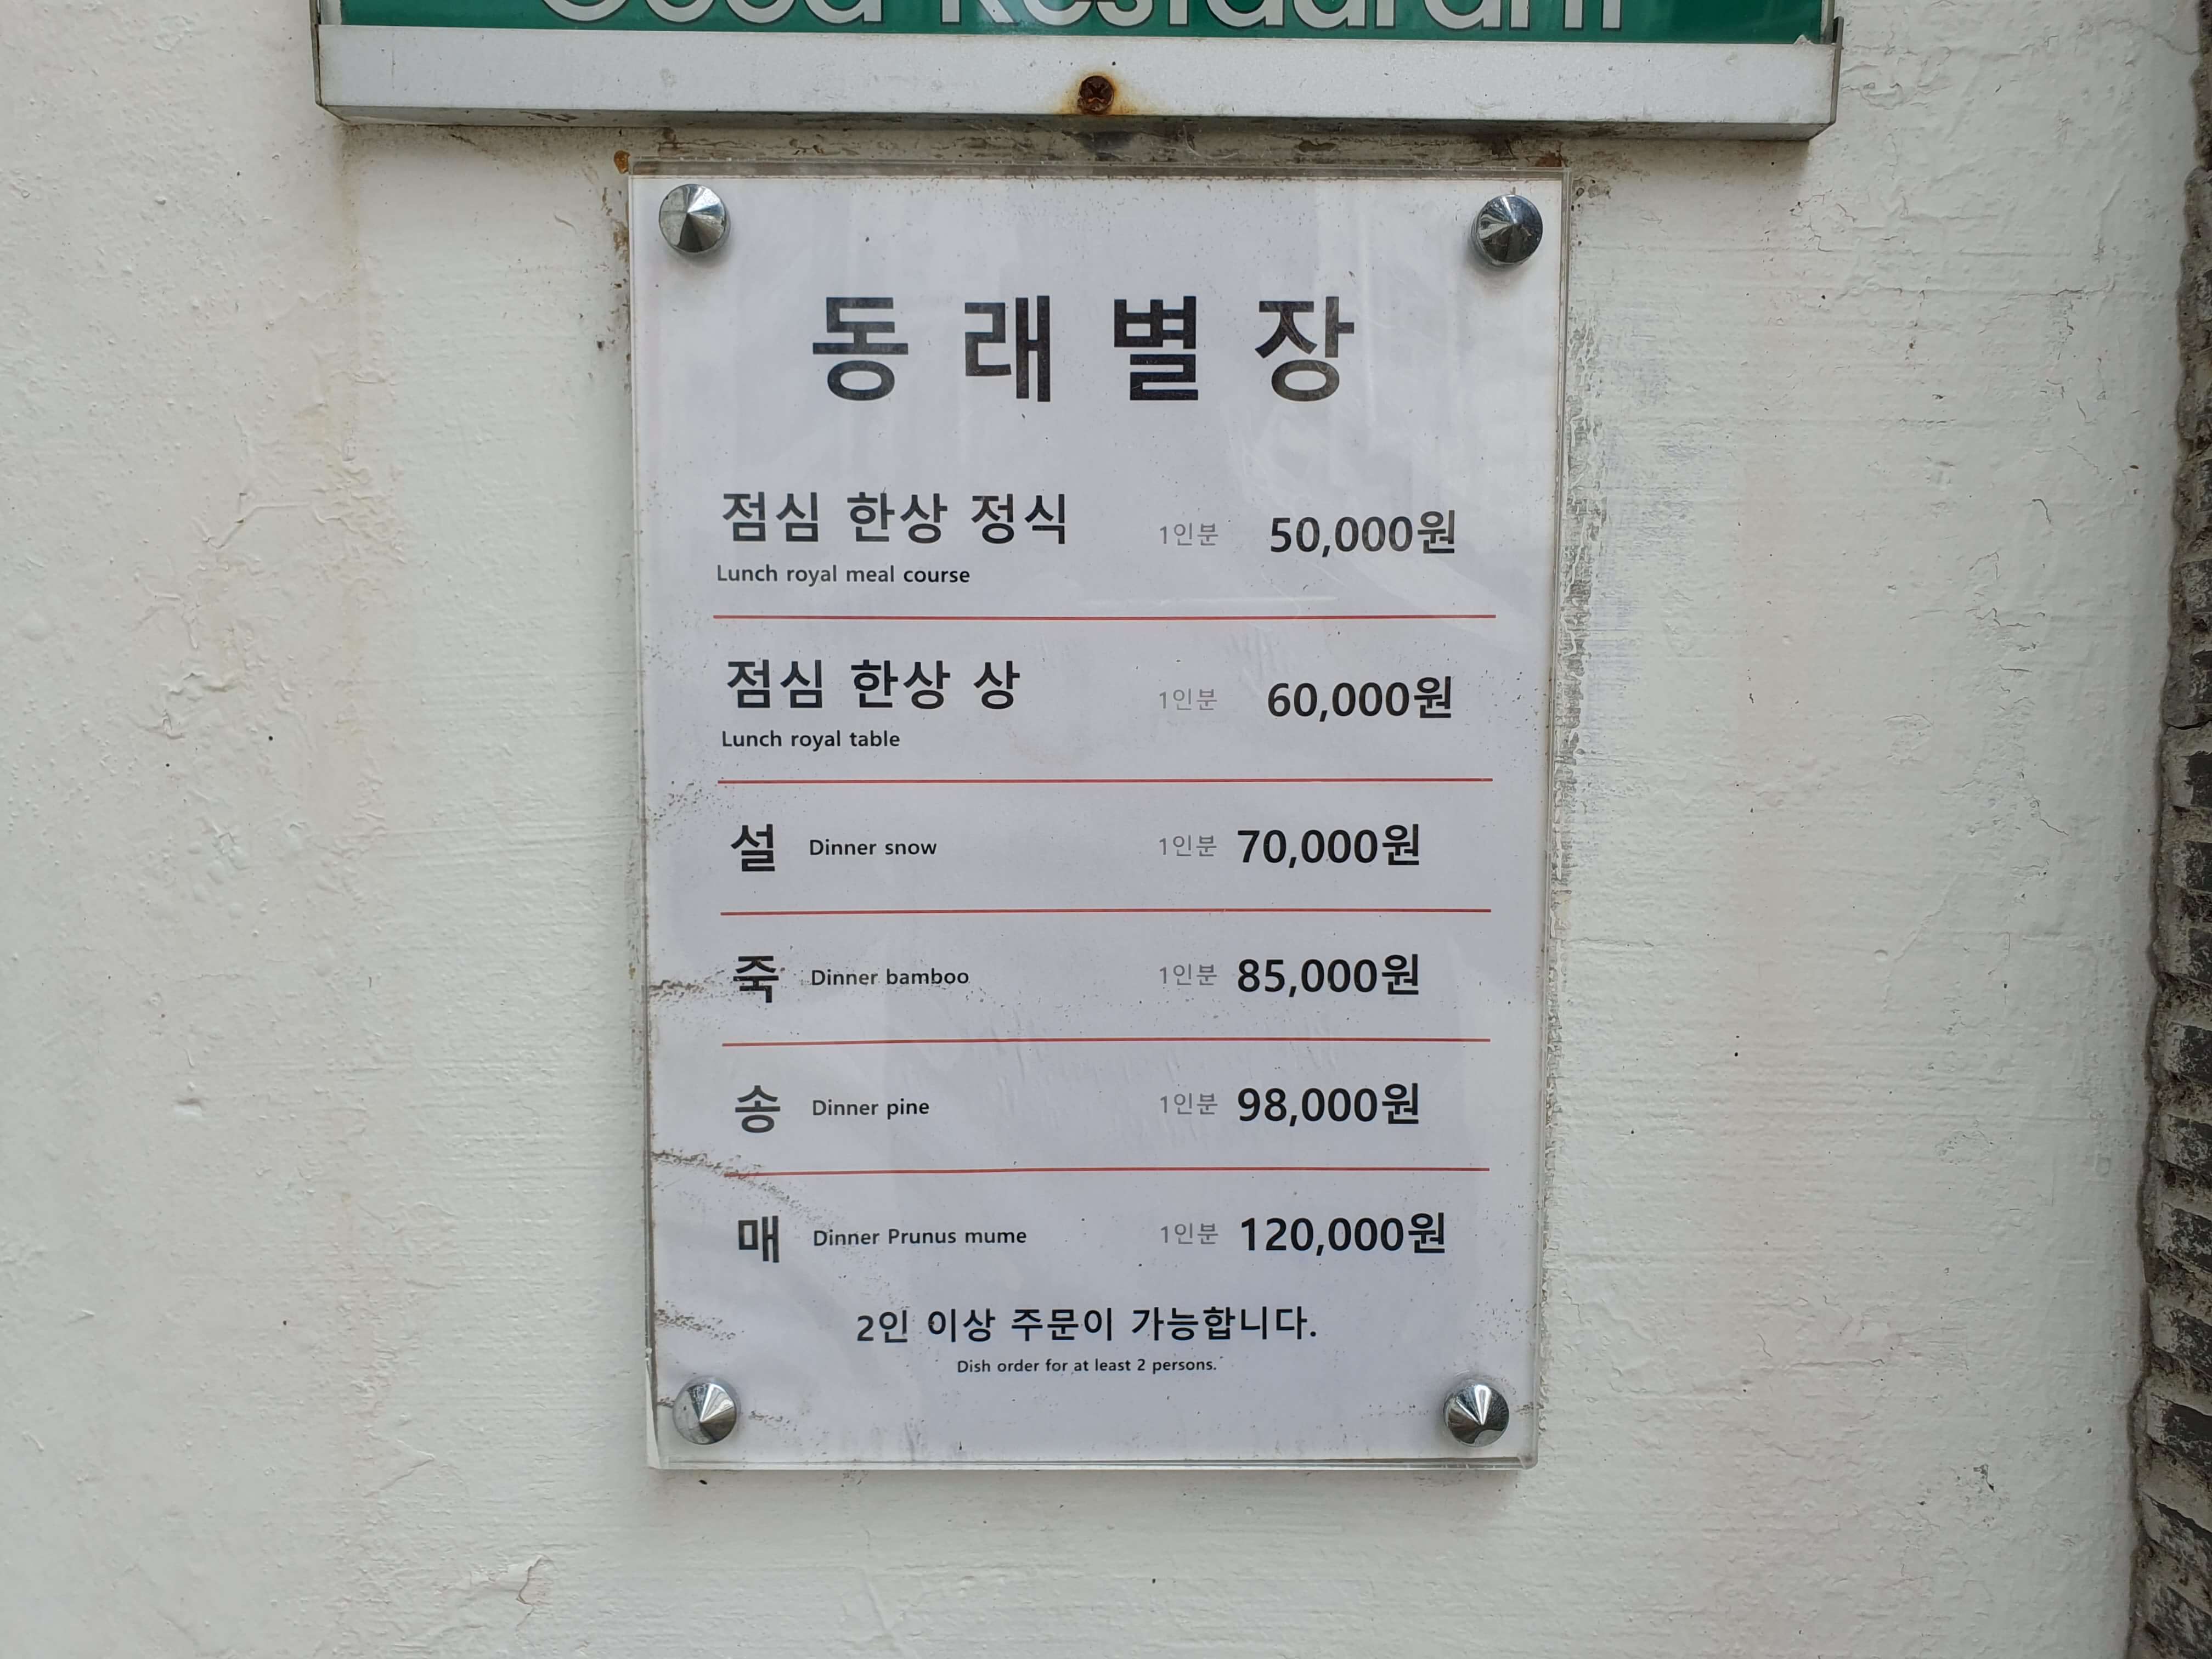 Good Restaurant
동래별장
점심 한상 정식 1인분 50,000원
Lunch royal meal course
점심 한상 상 1인분 60,000원
Lunch royal table
설 Dinner snow 1인분 70,000원
죽 Dinner bamboo 1인분 85,000원
송 Dinner pine 1인분 98,000원
매 Dinner Prunus mume 1인분 120,000원
2인 이상 주문이 가능합니다.
Dish order for at least 2 persons.